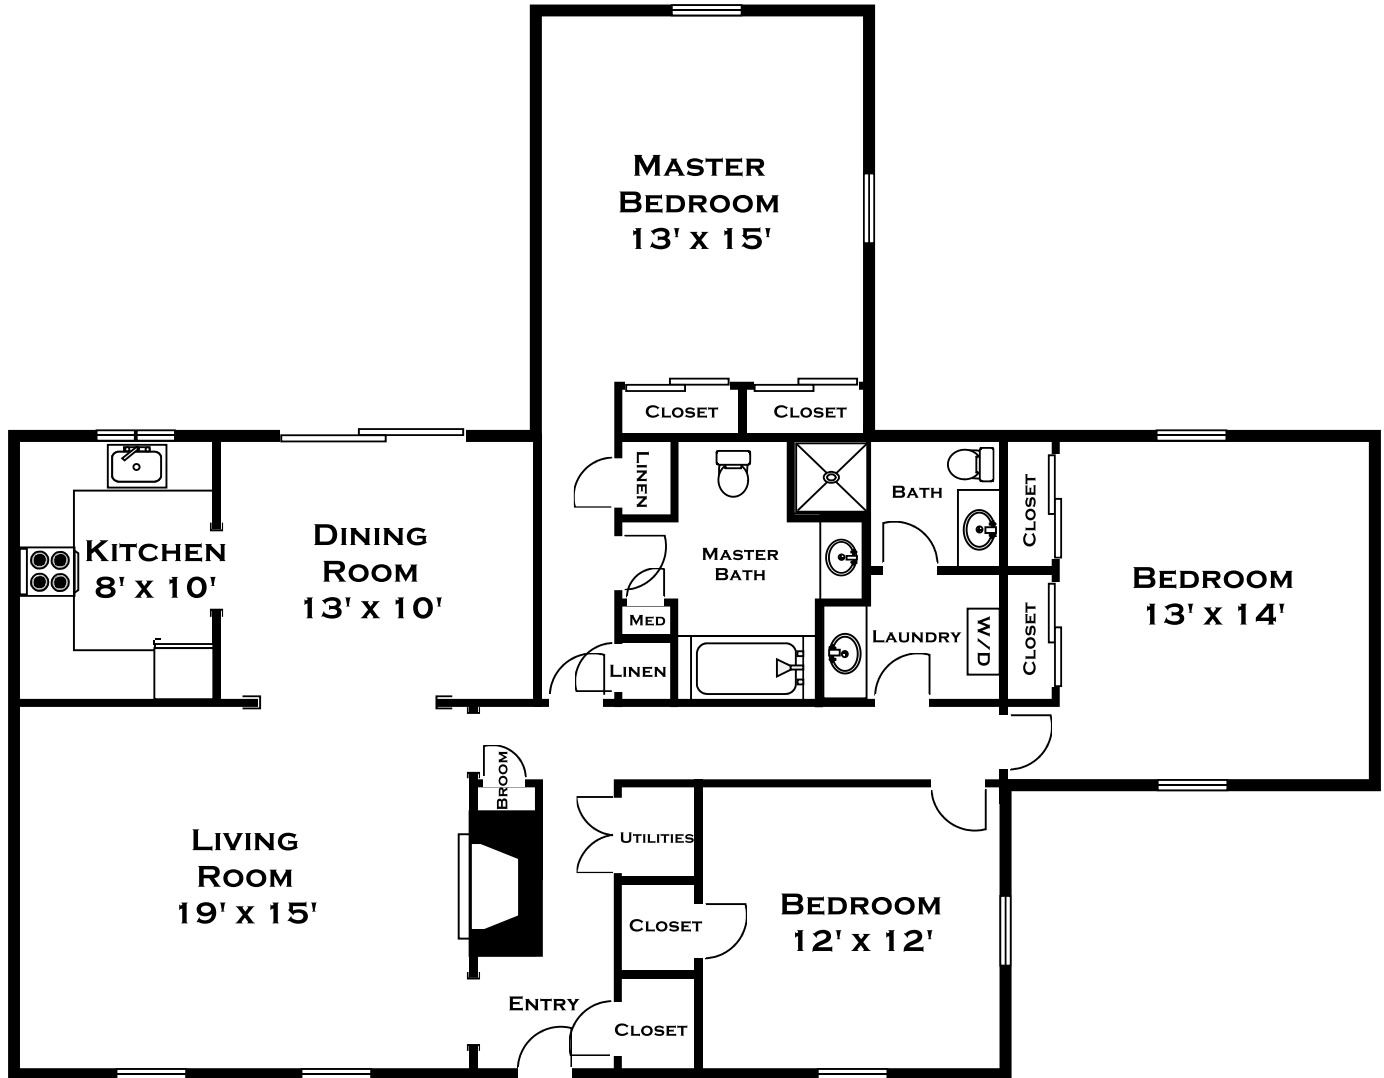 MASTER
BEDROOM
13' X 15'
CLOSET
CLOSET
LINEN
BATH
CLOSET
KITCHEN
8' X 10'
DINING
ROOM
13' X 10'
MASTER
BATH
BEDROOM
13' X 14'
MED
LAUNDRY
W/D
CLOSET
LINEN
BROOM
LIVING
ROOM
19' X 15'
UTILITIES
CLOSET
BEDROOM
12' X 12'
ENTRY
CLOSET